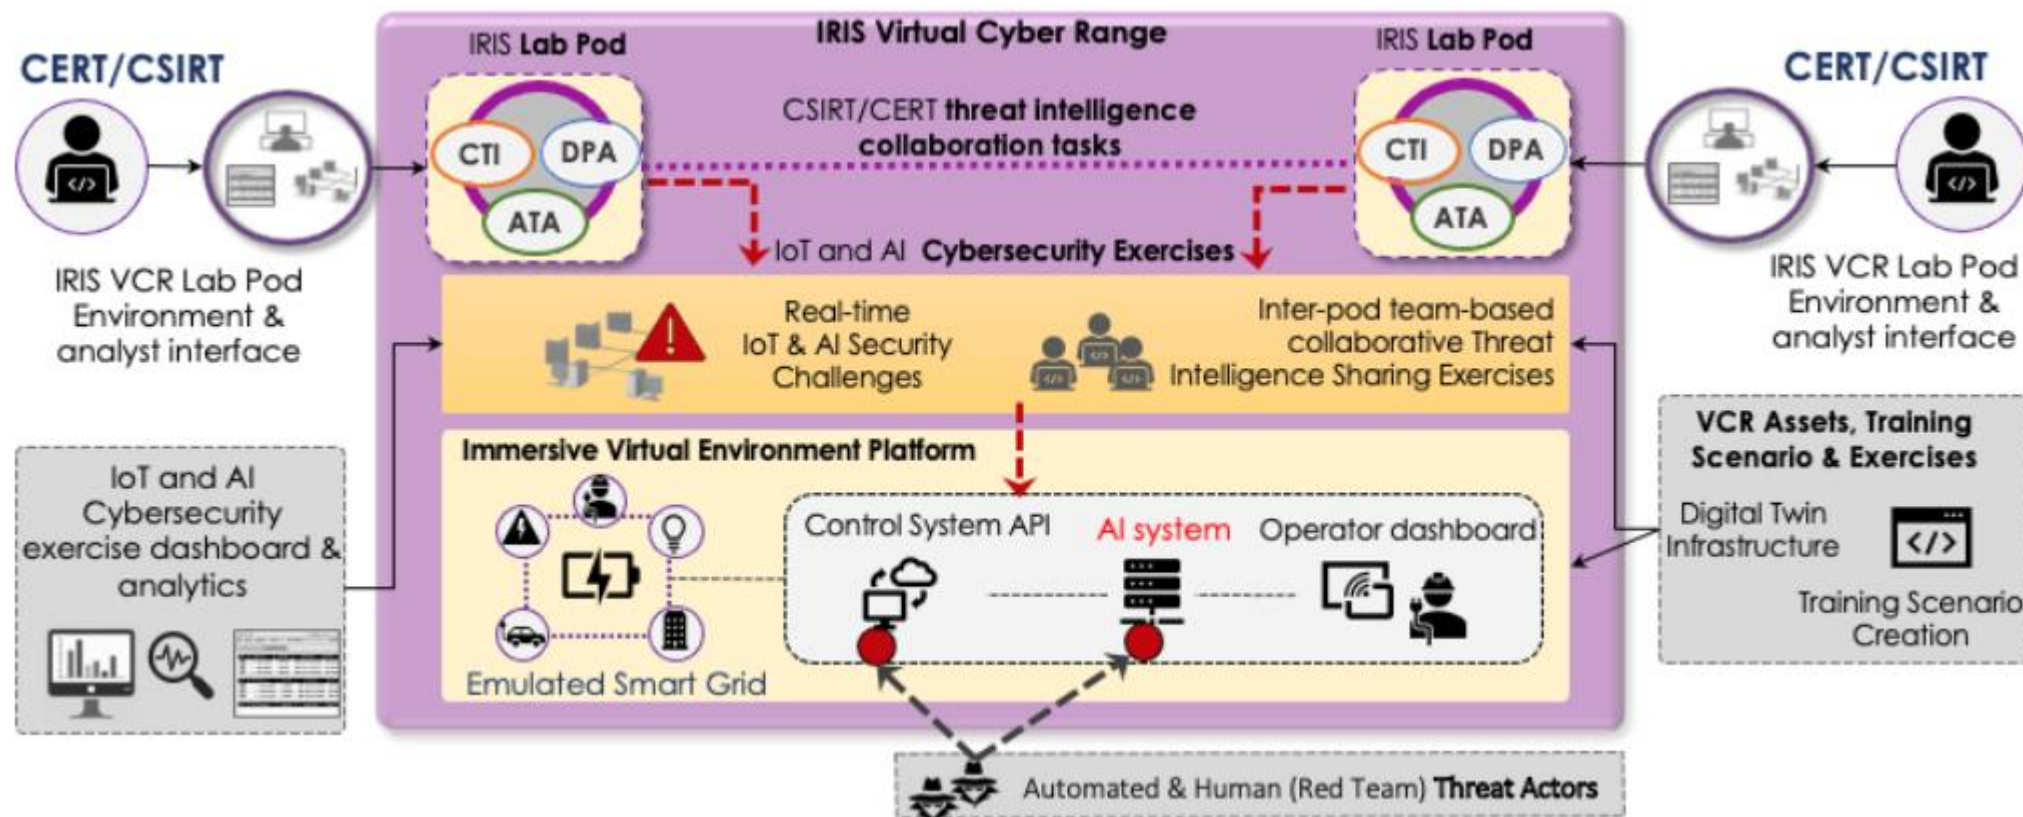 IRIS Virtual Cyber Range
CERT/CSIRT
IRIS VCR Lab Pod
Environment &
analyst interface
IRIS Lab Pod
CTI
DPA
ATA
CSIRT/CERT threat intelligence
collaboration tasks
IRIS Lab Pod
CTI
DPA
ATA
CERT/CSIRT
IRIS VCR Lab Pod
Environment &
analyst interface
IoT and AI Cybersecurity Exercises
Real-time
IoT & AI Security
Challenges
Inter-pod team-based
collaborative Threat
Intelligence Sharing Exercises
IoT and AI
Cybersecurity
exercise dashboard &
analytics
Immersive Virtual Environment Platform
Emulated Smart Grid
Control System API
AI system
Operator dashboard
VCR Assets, Training
Scenario & Exercises
Digital Twin
Infrastructure
Training Scenario
Creation
Automated & Human (Red Team) Threat Actors